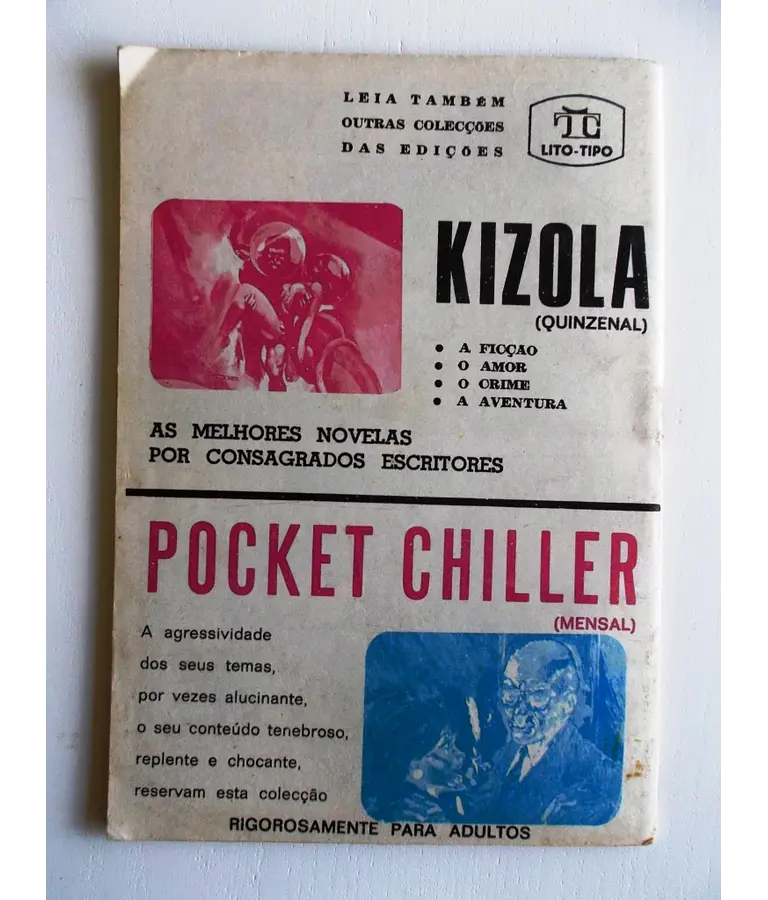 LEIA TAMBÉM
OUTRAS COLECÇÕES
DAS EDIÇÕES
LITO-TIPO
KIZOLA
(QUINZENAL)
• A FICÇAO
• O AMOR
• O CRIME
• A AVENTURA
AS MELHORES NOVELAS
POR CONSAGRADOS ESCRITORES
POCKET CHILLER
(MENSAL)
A agressividade
dos seus temas,
por vezes alucinante,
o seu conteúdo tenebroso,
replente e chocante,
reservam esta colecção
RIGOROSAMENTE PARA ADULTOS